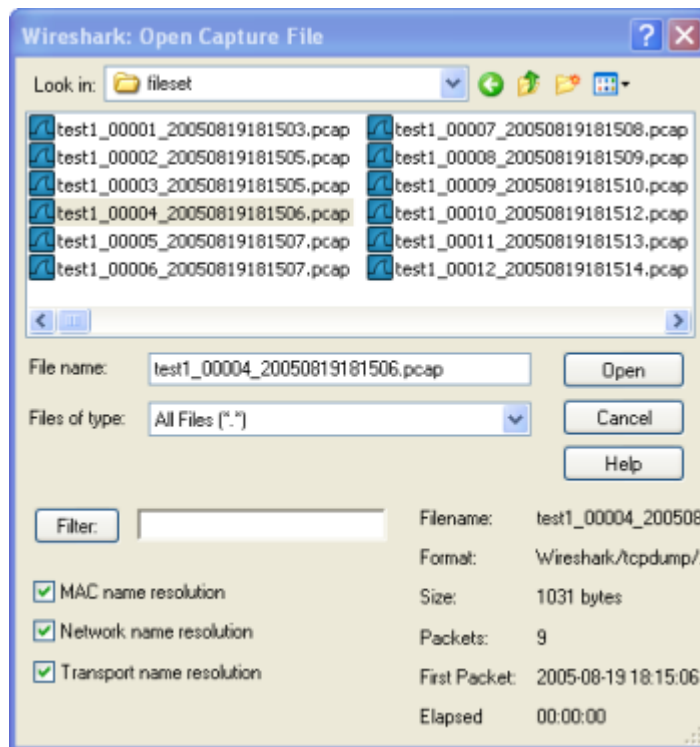 Wireshark: Open Capture File
Look in: fileset
test1_00001_20050819181503.pcap
test1_00002_20050819181505.pcap
test1_00003_20050819181505.pcap
test1_00004_20050819181506.pcap
test1_00005_20050819181507.pcap
test1_00006_20050819181507.pcap
test1_00007_20050819181508.pcap
test1_00008_20050819181509.pcap
test1_00009_20050819181510.pcap
test1_00010_20050819181512.pcap
test1_00011_20050819181513.pcap
test1_00012_20050819181514.pcap
File name: test1_00004_20050819181506.pcap Open
Files of type: All Files (*.*) Cancel
Help
Filter:
MAC name resolution
Network name resolution
Transport name resolution
Filename: test1_00004_200508
Format: Wireshark/tcpdump/
Size: 1031 bytes
Packets: 9
First Packet: 2005-08-19 18:15:06
Elapsed 00:00:00